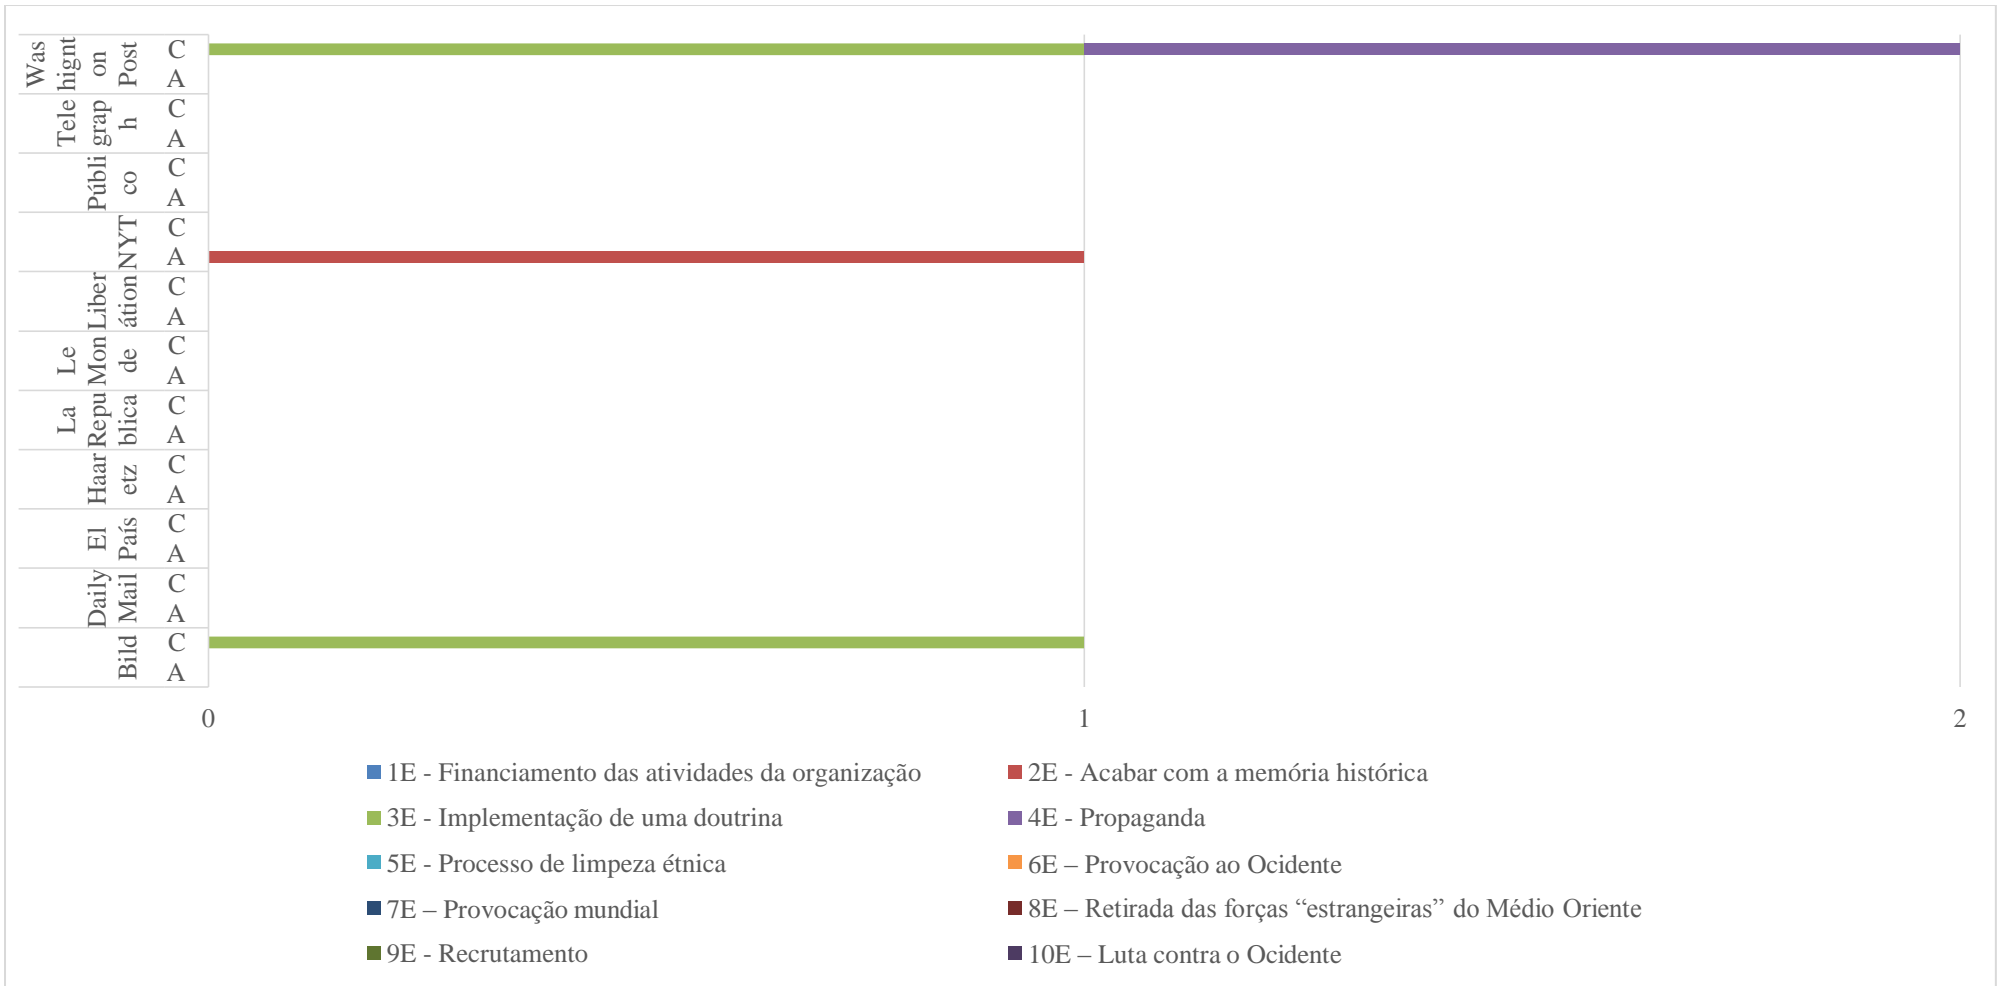 Was
hignt
on
Post
C
A
Tele
grap
h
C
A
Públi
co
C
A
NYT
C
A
Liber
átion
C
A
Le
Mon
de
C
A
La
Repu
blica
C
A
Haar
etz
C
A
El
País
C
A
Daily
Mail
C
A
Bild
C
A
0 1 2
1E - Financiamento das atividades da organização
2E - Acabar com a memória histórica
3E - Implementação de uma doutrina
4E - Propaganda
5E - Processo de limpeza étnica
6E – Provocação ao Ocidente
7E – Provocação mundial
8E – Retirada das forças “estrangeiras” do Médio Oriente
9E - Recrutamento
10E – Luta contra o Ocidente